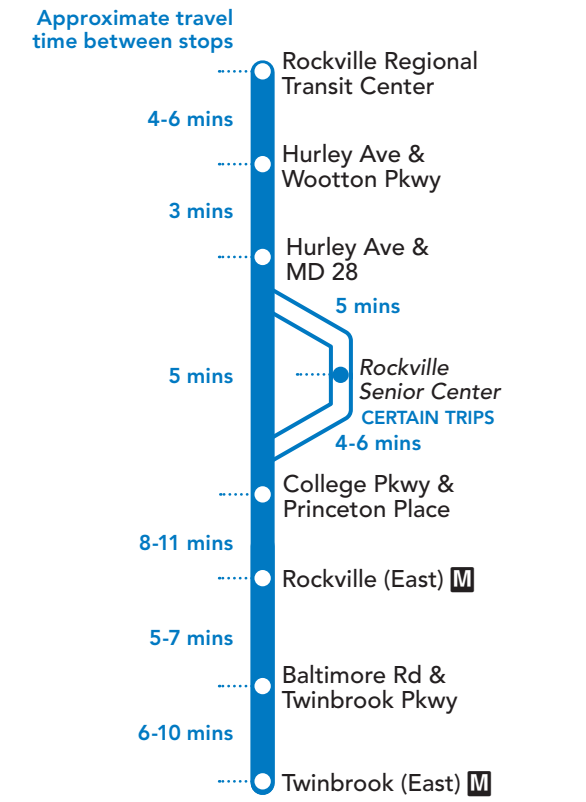 Approximate travel
time between stops
Rockville Regional
Transit Center
4-6 mins
Hurley Ave &
Wootton Pkwy
3 mins
Hurley Ave &
MD 28
5 mins
5 mins
Rockville
Senior Center
CERTAIN TRIPS
4-6 mins
College Pkwy &
Princeton Place
8-11 mins
Rockville (East) M
5-7 mins
Baltimore Rd &
Twinbrook Pkwy
6-10 mins
Twinbrook (East) M